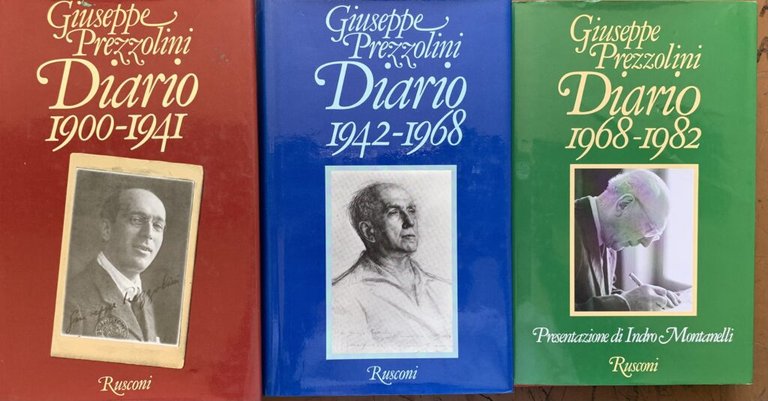 Giuseppe
Prezzolini
Diario
1900-1941
Rusconi
Giuseppe
Prezzolini
Diario
1942-1968
Rusconi
Giuseppe
Prezzolini
Diario
1968-1982
Presentazione di Indro Montanelli
Rusconi